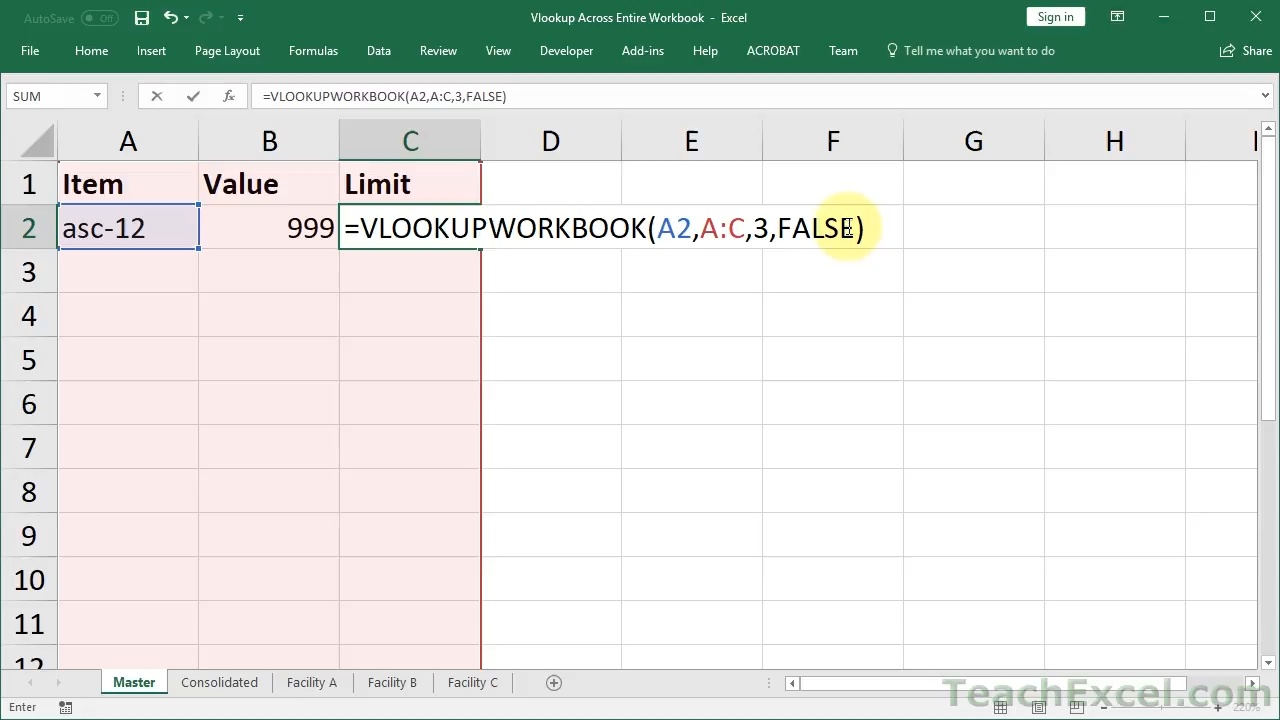 AutoSave Off
Vlookup Across Entire Workbook - Excel
Sign in
File Home Insert Page Layout Formulas Data Review View Developer Add-ins Help ACROBAT Team Tell me what you want to do Share
SUM fx =VLOOKUPWORKBOOK(A2,A:C,3,FALSE)
A B C D E F G H
1 Item Value Limit
2 asc-12 999 =VLOOKUPWORKBOOK(A2,A:C,3,FALSE)
3
4
5
6
7
8
9
10
11
12
Master Consolidated Facility A Facility B Facility C
TeachExcel.com
Enter 220%